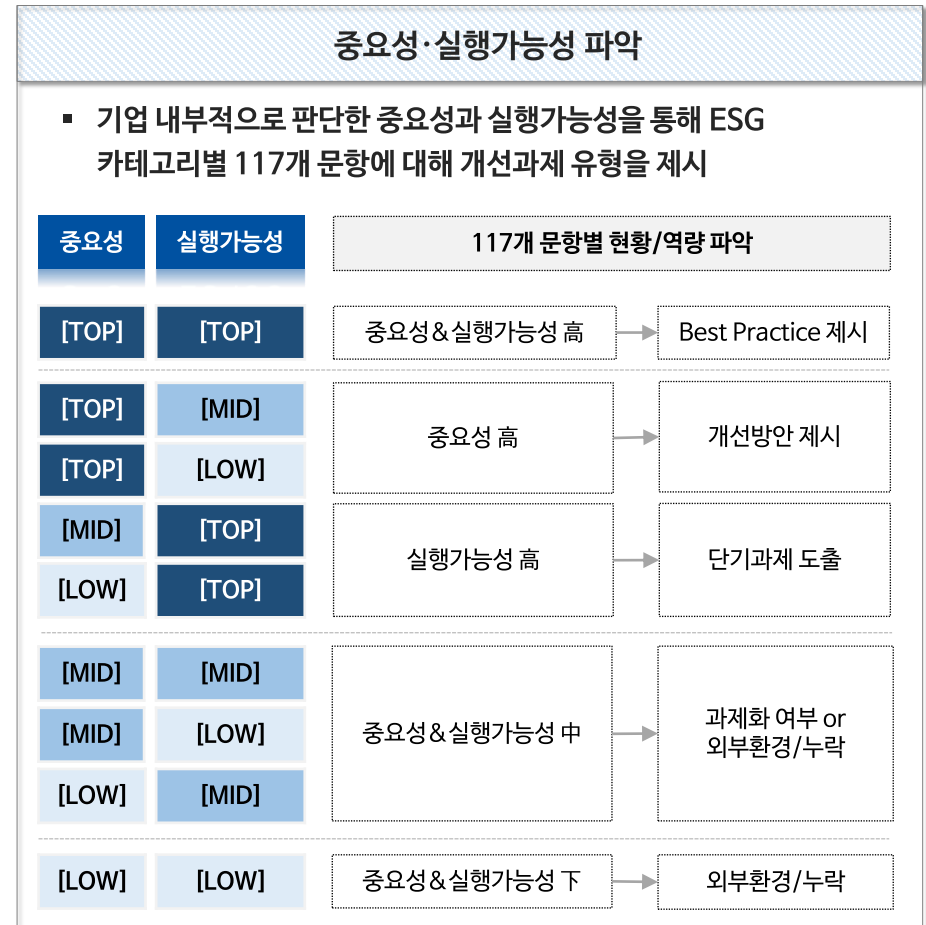 중요성·실행가능성 파악
▪ 기업 내부적으로 판단한 중요성과 실행가능성을 통해 ESG
카테고리별 117개 문항에 대해 개선과제 유형을 제시
중요성 실행가능성 117개 문항별 현황/역량 파악
[TOP] [TOP] 중요성&실행가능성 高 Best Practice 제시
[TOP] [MID]
중요성 高 개선방안 제시
[TOP] [LOW]
[MID] [TOP]
실행가능성 高 단기과제 도출
[LOW] [TOP]
[MID] [MID]
[MID] [LOW] 중요성&실행가능성 中 과제화 여부 or
외부환경/누락
[LOW] [MID]
[LOW] [LOW] 중요성&실행가능성 下 외부환경/누락